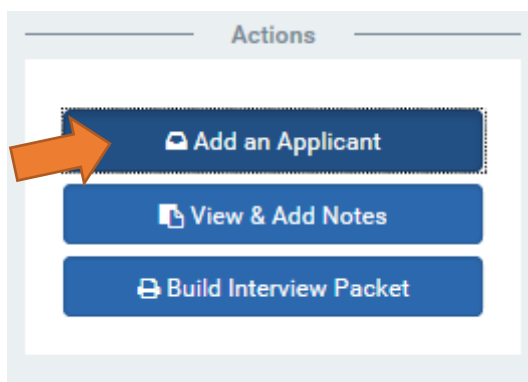 Actions
Add an Applicant
View & Add Notes
Build Interview Packet